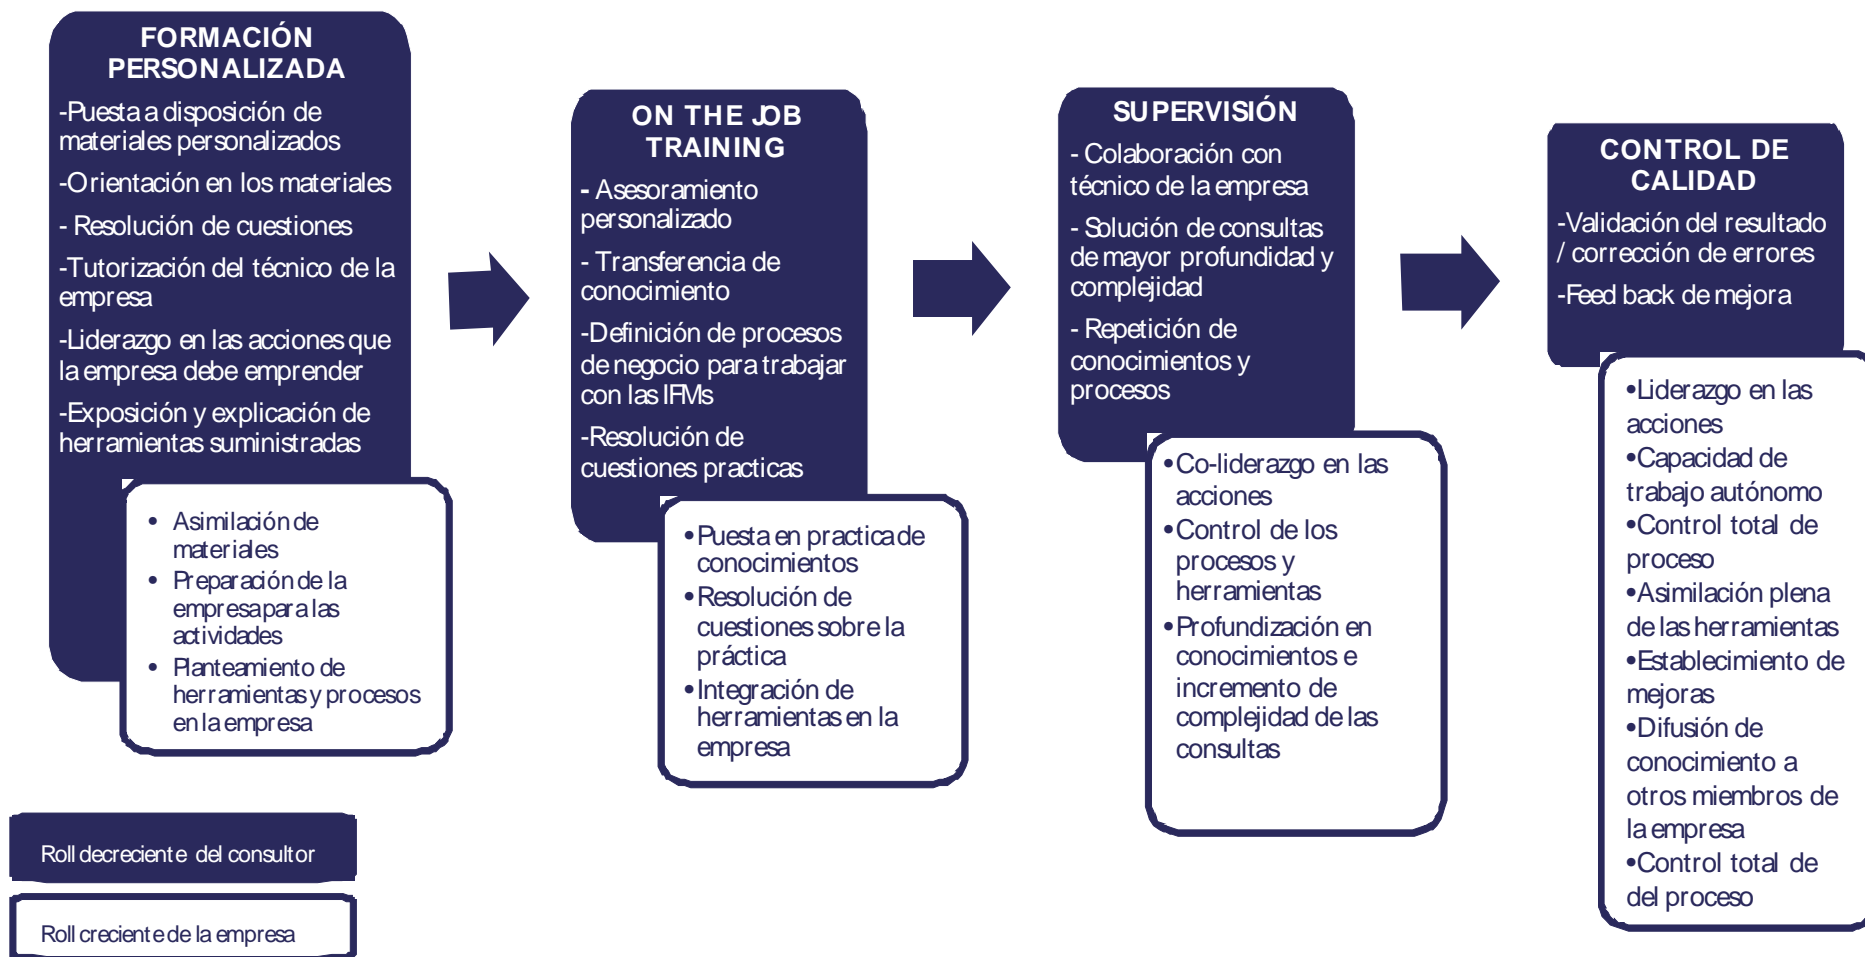 FORMACIÓN
PERSONALIZADA
-Puesta a disposición de
materiales personalizados
-Orientación en los materiales
- Resolución de cuestiones
-Tutorización del técnico de la
empresa
-Liderazgo en las acciones que
la empresa debe emprender
-Exposición y explicación de
herramientas suministradas
• Asimilación de
materiales
• Preparación de la
empresa para las
actividades
• Planteamiento de
herramientas y procesos
en la empresa
ON THE JOB
TRAINING
- Asesoramiento
personalizado
- Transferencia de
conocimiento
-Definición de procesos
de negocio para trabajar
con las IFMs
-Resolución de
cuestiones practicas
•Puesta en practica de
conocimientos
•Resolución de
cuestiones sobre la
práctica
•Integración de
herramientas en la
empresa
SUPERVISIÓN
- Colaboración con
técnico de la empresa
- Solución de consultas
de mayor profundidad y
complejidad
- Repetición de
conocimientos y
procesos
•Co-liderazgo en las
acciones
•Control de los
procesos y
herramientas
•Profundización en
conocimientos e
incremento de
complejidad de las
consultas
CONTROL DE
CALIDAD
-Validación del resultado
/ corrección de errores
-Feed back de mejora
•Liderazgo en las
acciones
•Capacidad de
trabajo autónomo
•Control total de
proceso
•Asimilación plena
de las herramientas
•Establecimiento de
mejoras
•Difusión de
conocimiento a
otros miembros de
la empresa
•Control total de
del proceso
Roll decreciente del consultor
Roll creciente de la empresa